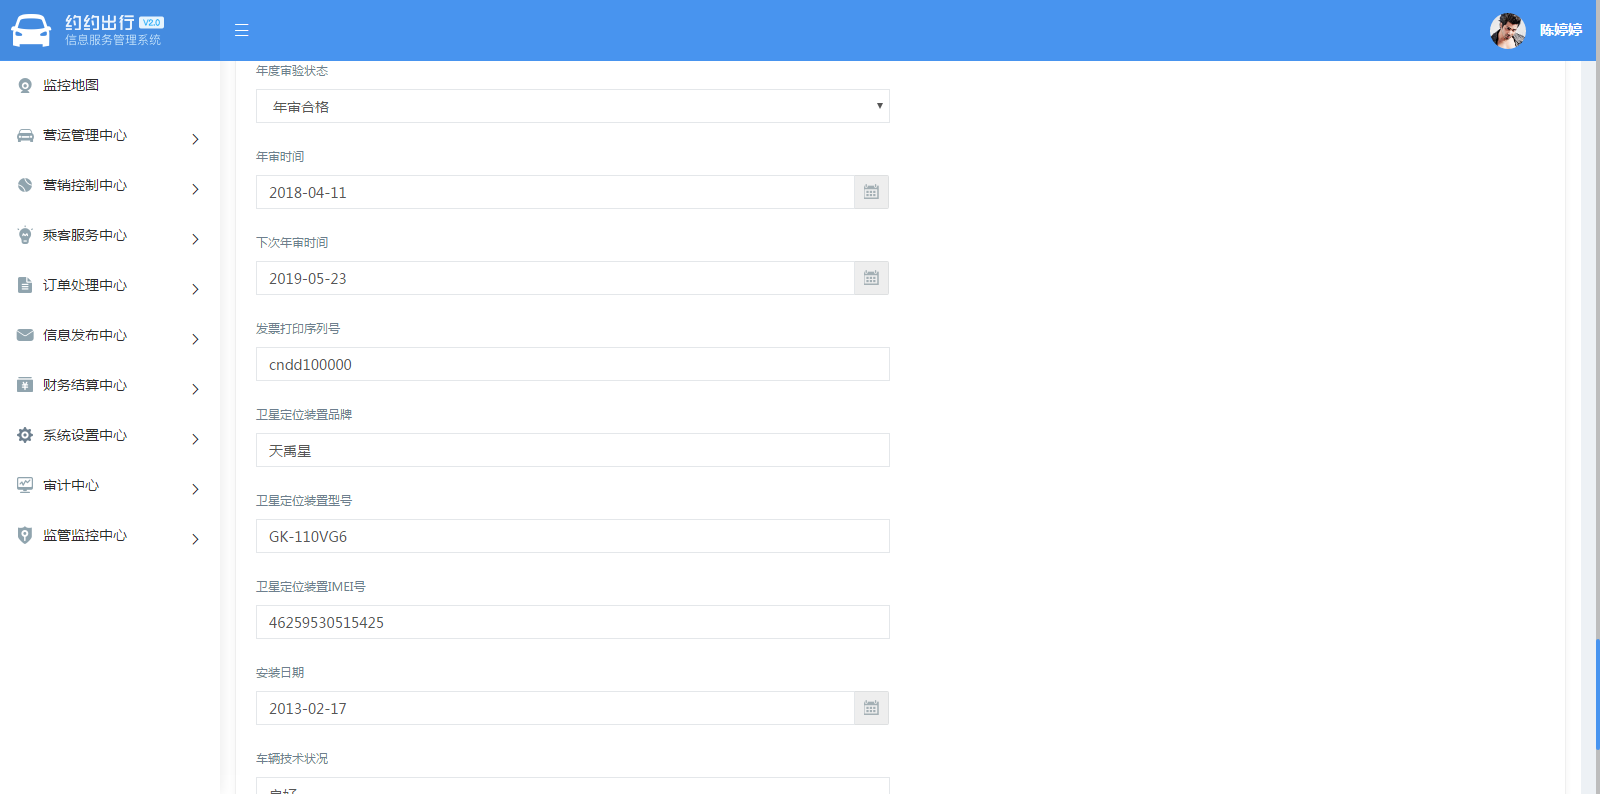 约约出行 V2.0
信息服务管理系统
陈婷婷
监控地图
营运管理中心
营销控制中心
乘客服务中心
订单处理中心
信息发布中心
财务结算中心
系统设置中心
审计中心
监管监控中心
年度审验状态
年审合格
年审时间
2018-04-11
下次年审时间
2019-05-23
发票打印序列号
cndd100000
卫星定位装置品牌
天禹星
卫星定位装置型号
GK-110VG6
卫星定位装置IMEI号
46259530515425
安装日期
2013-02-17
车辆技术状况
良好